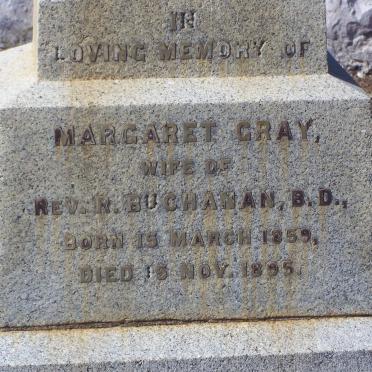 IN
LOVING MEMORY OF
MARGARET GRAY,
WIFE OF
REV. R. BUCHANAN, B.D.,
BORN 15 MARCH 1859,
DIED 15 NOV. 1895.